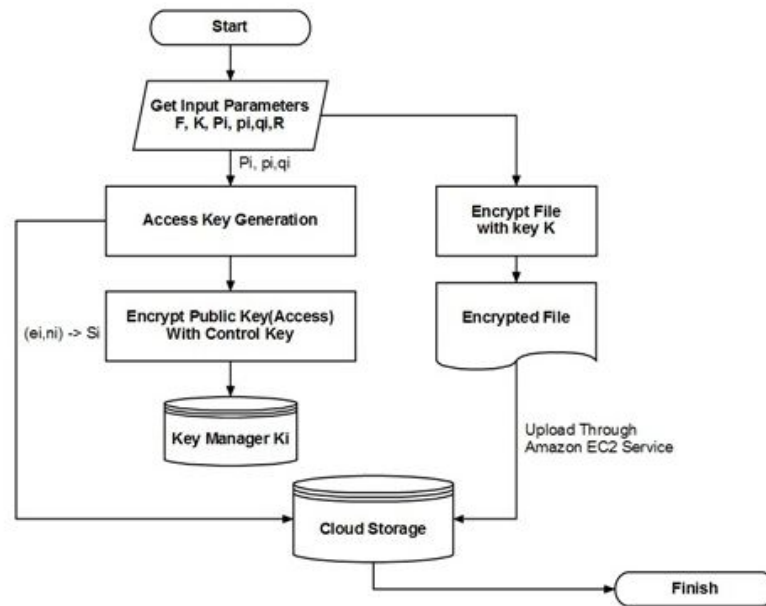 Start
Get Input Parameters
F, K, Pi, pi,qi,R
Pi, pi,qi
Access Key Generation
Encrypt File
with key K
(ei,ni) -> Si
Encrypt Public Key(Access)
With Control Key
Encrypted File
Key Manager Ki
Upload Through
Amazon EC2 Service
Cloud Storage
Finish